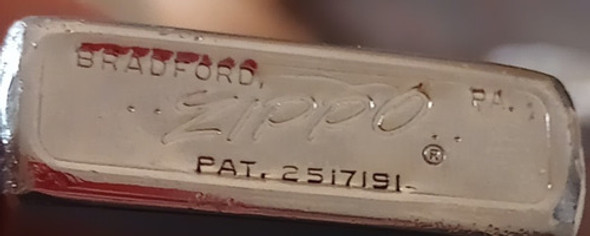 BRADFORD, PA.
ZIPPO ®
PAT. 2517191